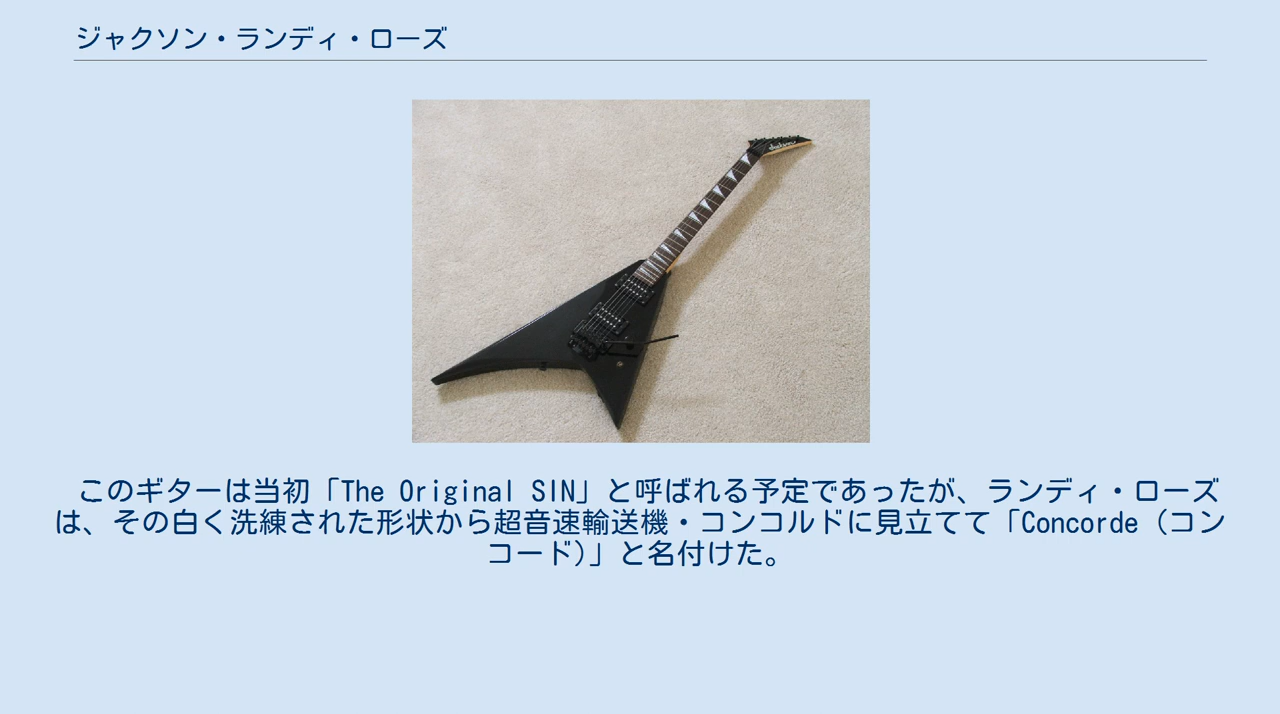 ジャクソン・ランディ・ローズ
Jackson
このギターは当初「The Original SIN」と呼ばれる予定であったが、ランディ・ローズ
は、その白く洗練された形状から超音速輸送機・コンコルドに見立てて「Concorde（コン
コード）」と名付けた。